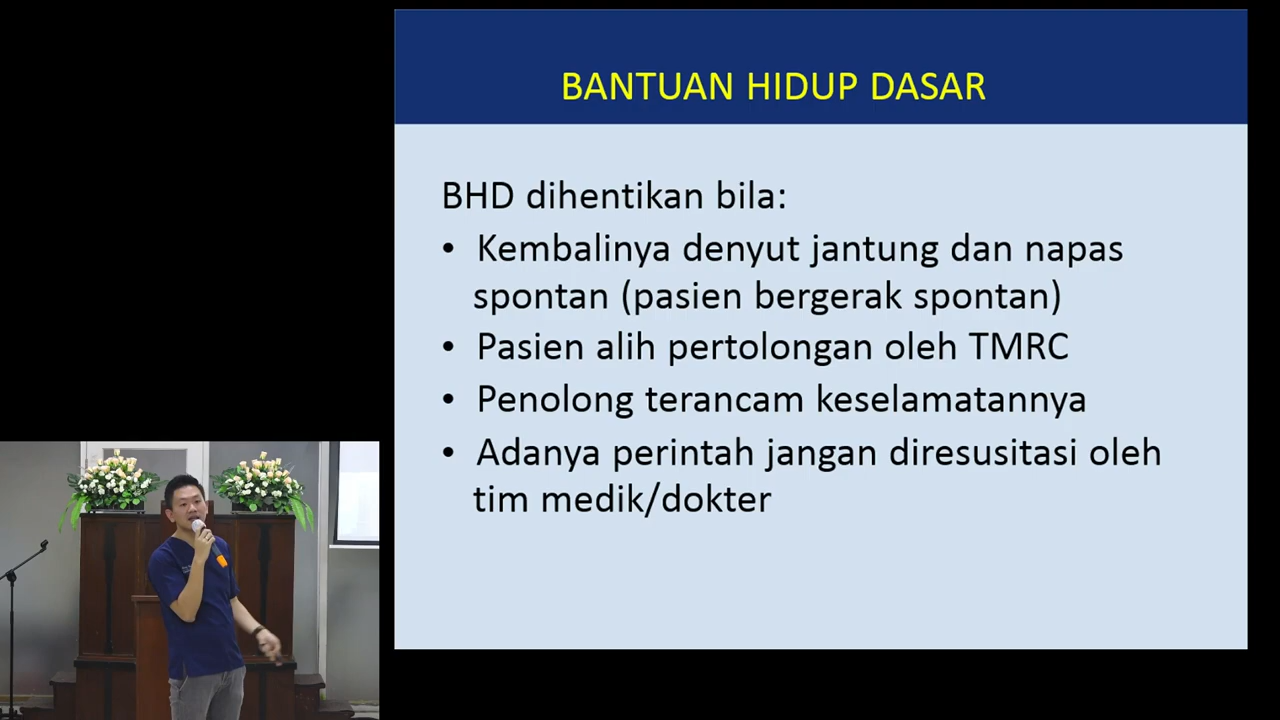 BANTUAN HIDUP DASAR
BHD dihentikan bila:
• Kembalinya denyut jantung dan napas
spontan (pasien bergerak spontan)
• Pasien alih pertolongan oleh TMRC
• Penolong terancam keselamatannya
• Adanya perintah jangan diresusitasi oleh
tim medik/dokter